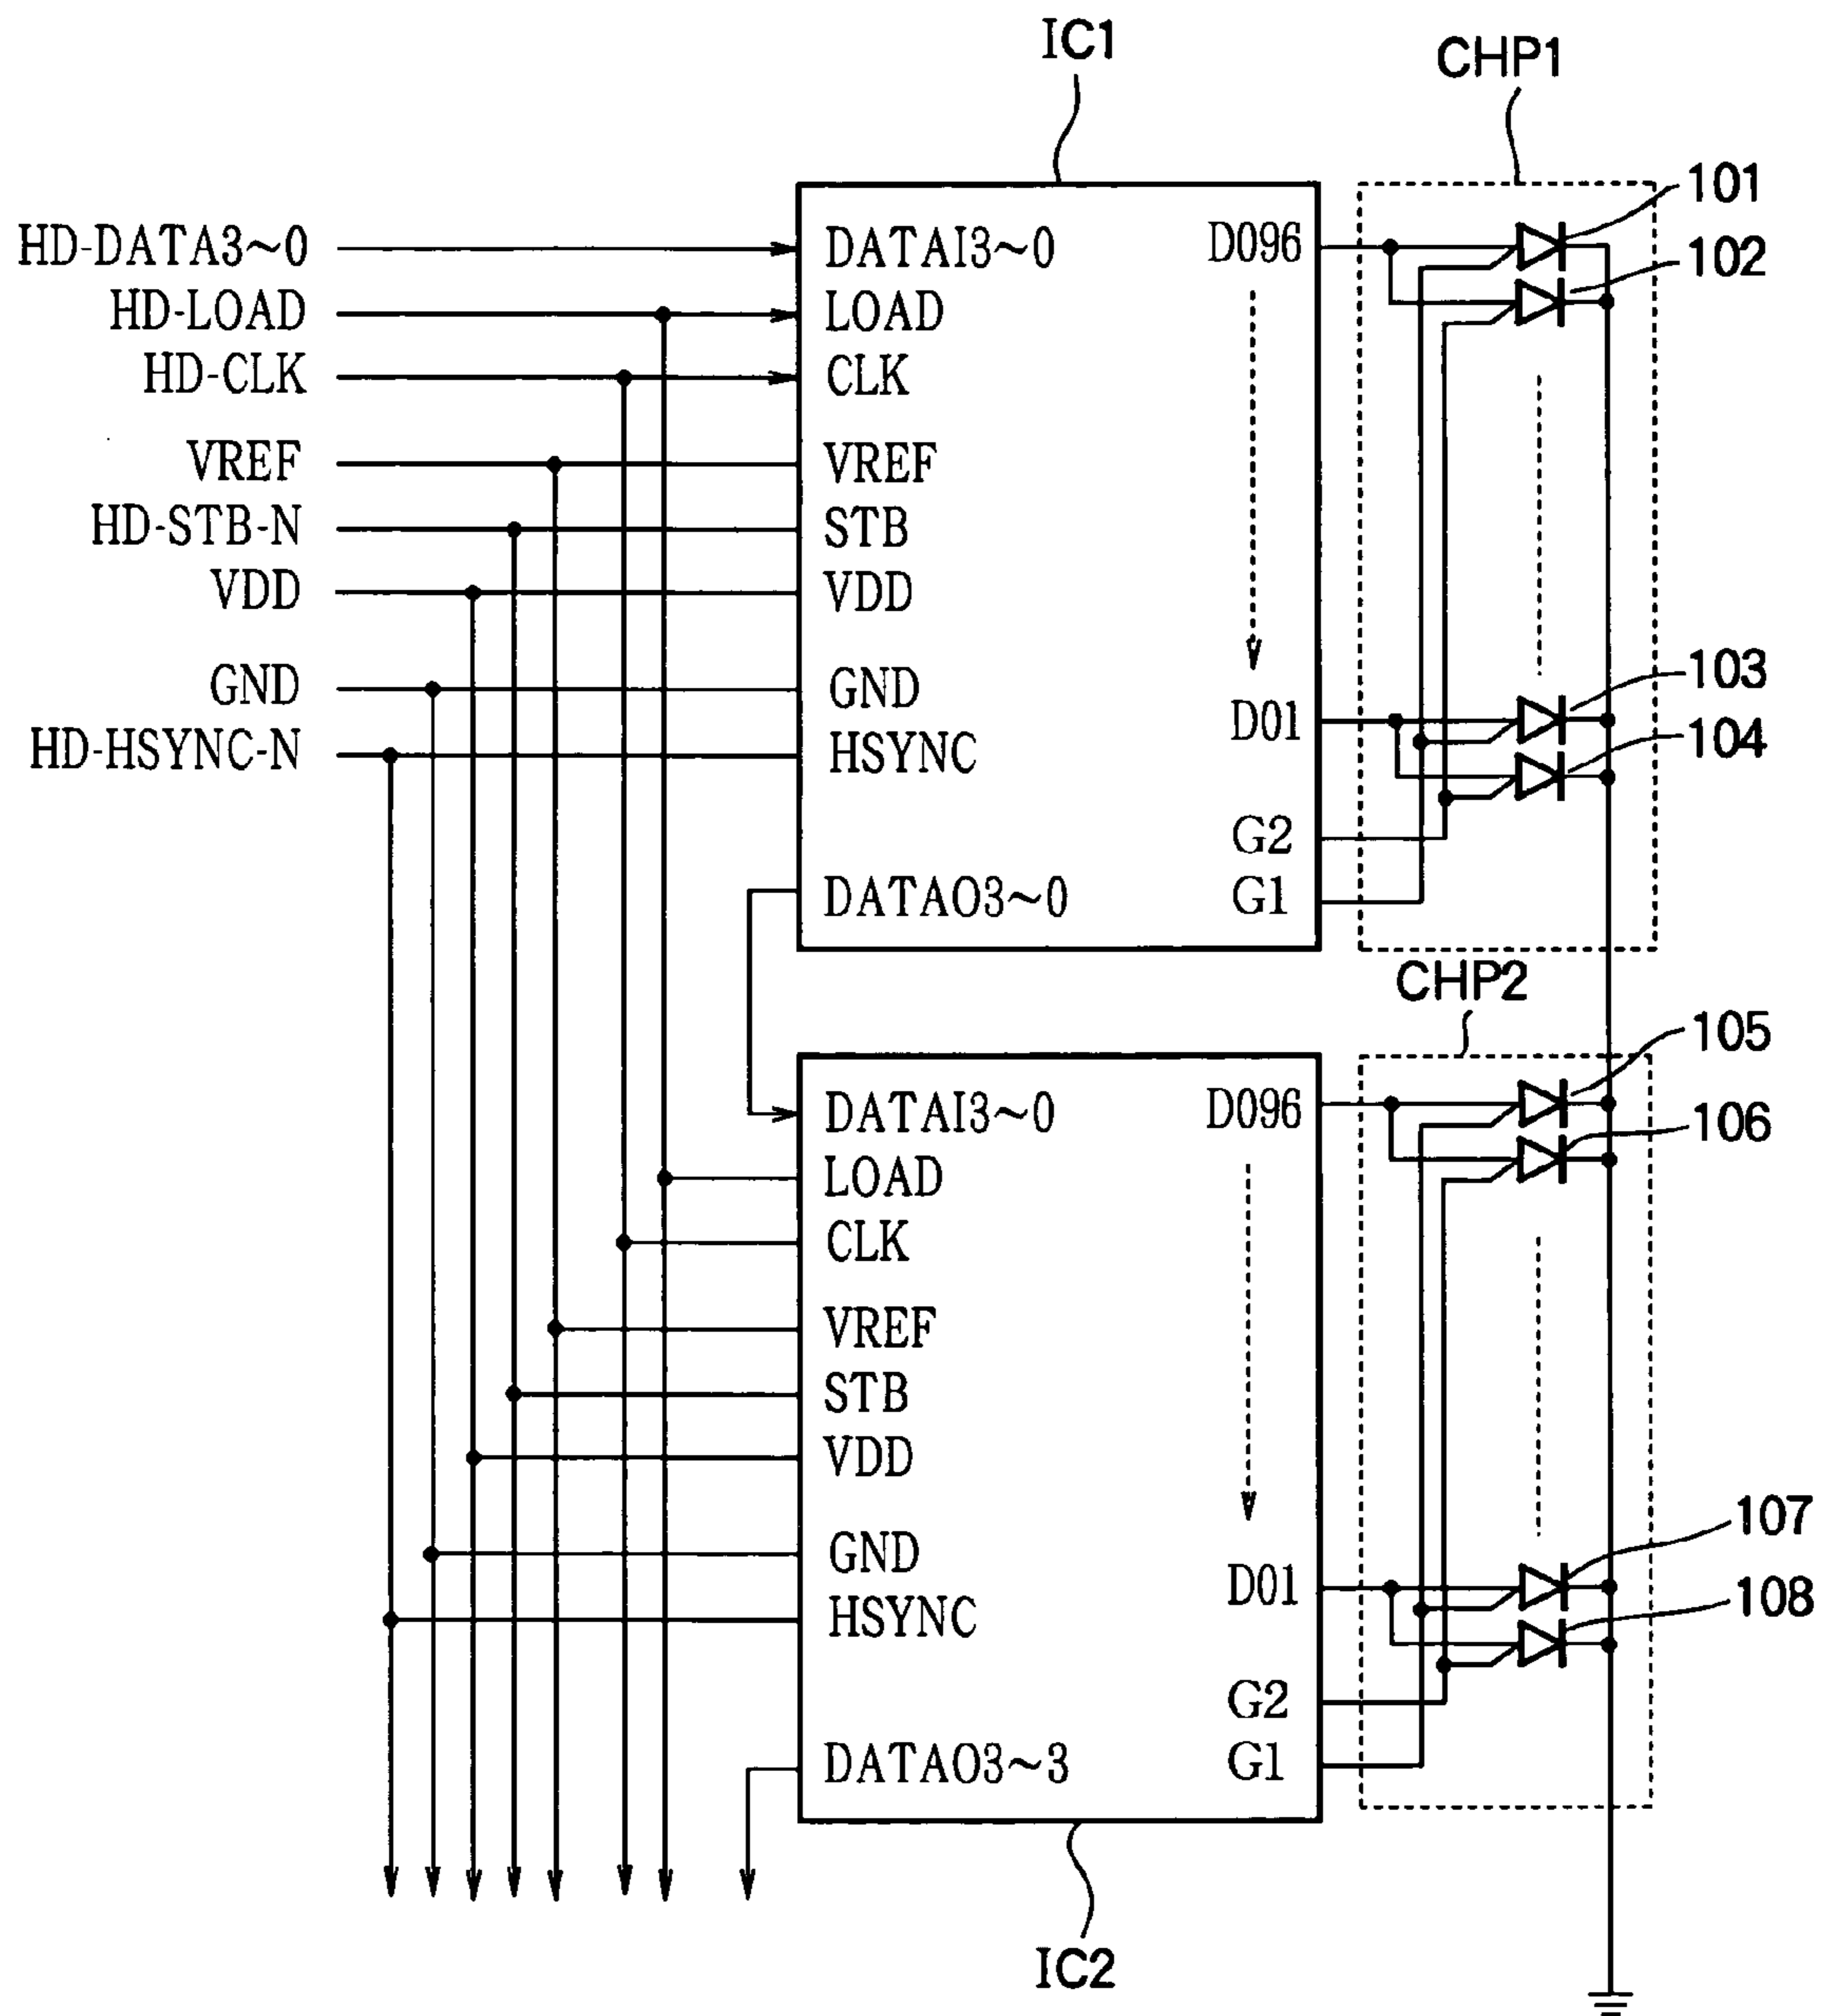 IC1
CHP1
101
102
HD-DATA3~0
HD-LOAD
HD-CLK
VREF
HD-STB-N
VDD
GND
HD-HSYNC-N
DATAI3~0
LOAD
CLK
VREF
STB
VDD
GND
HSYNC
DATAO3~0
D096
D01
G2
G1
103
104
CHP2
105
106
DATAI3~0
LOAD
CLK
VREF
STB
VDD
GND
HSYNC
DATAO3~3
D096
D01
G2
G1
107
108
IC2